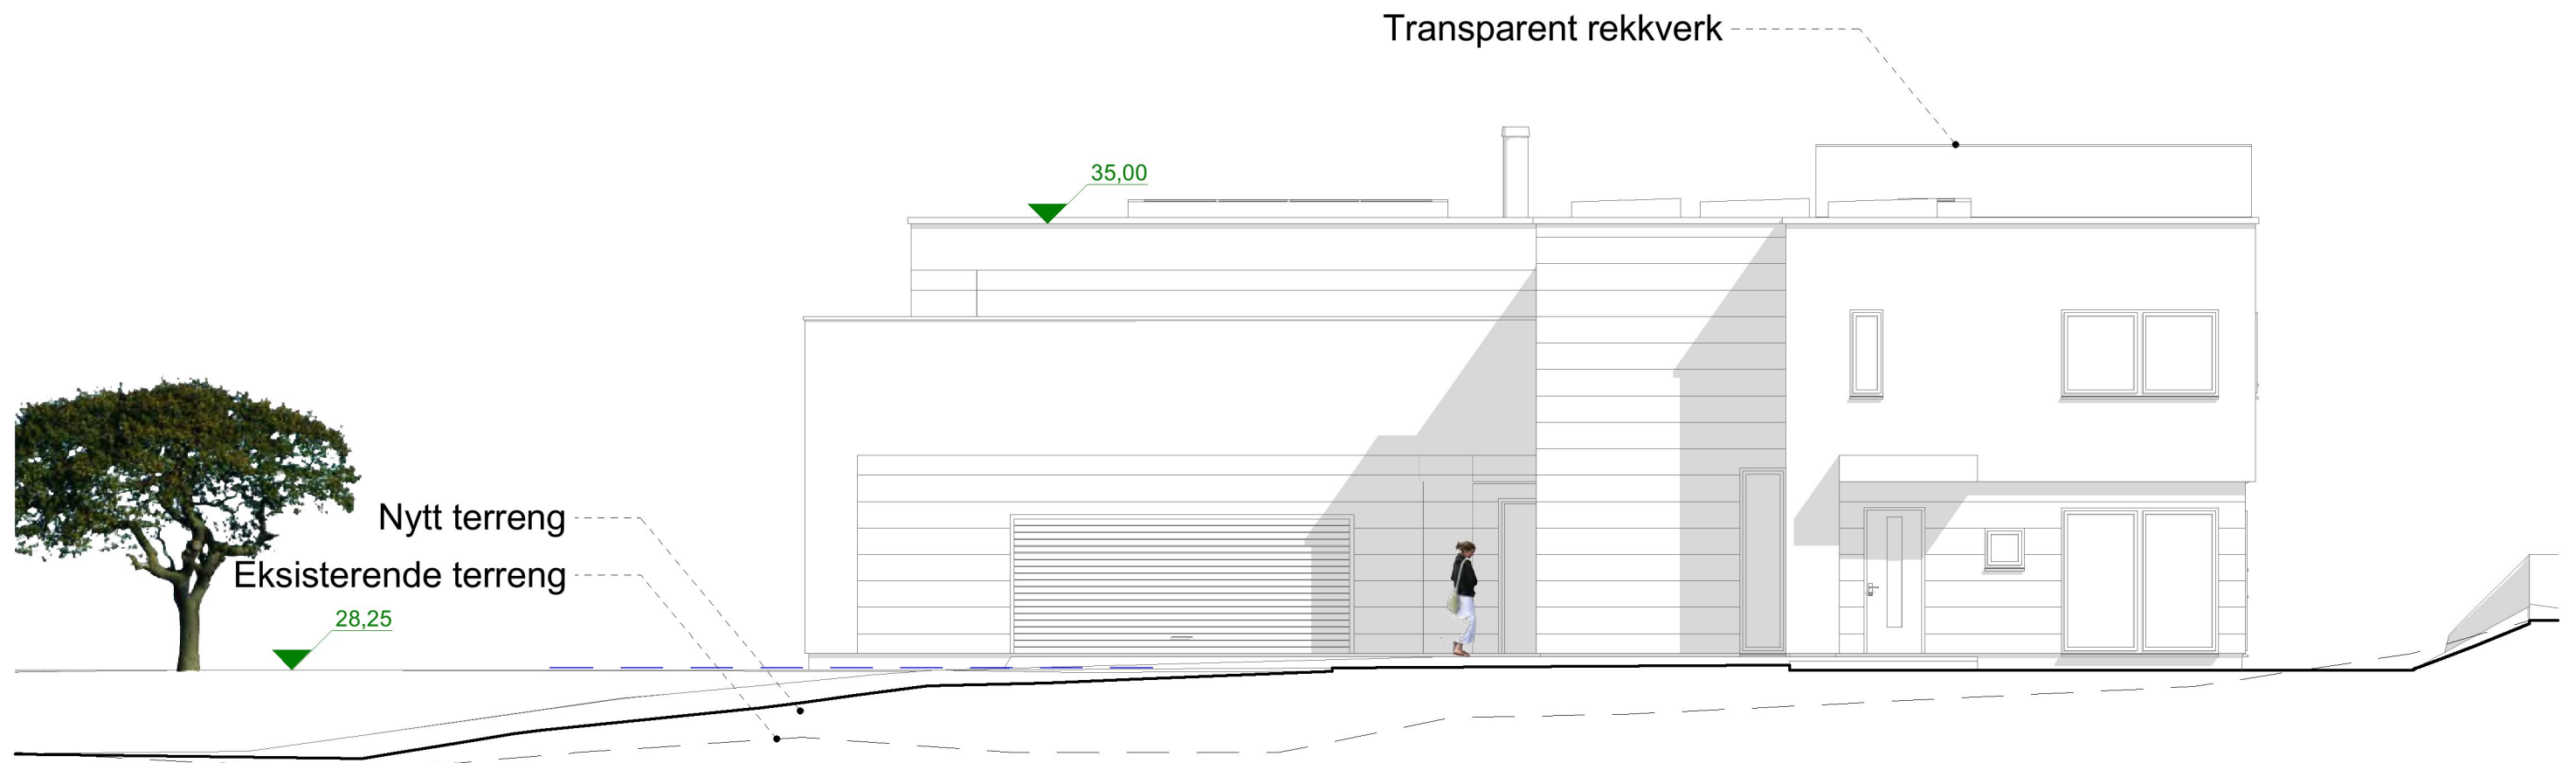 Transparent rekkverk
35,00
Nytt terreng
Eksisterende terreng
28,25